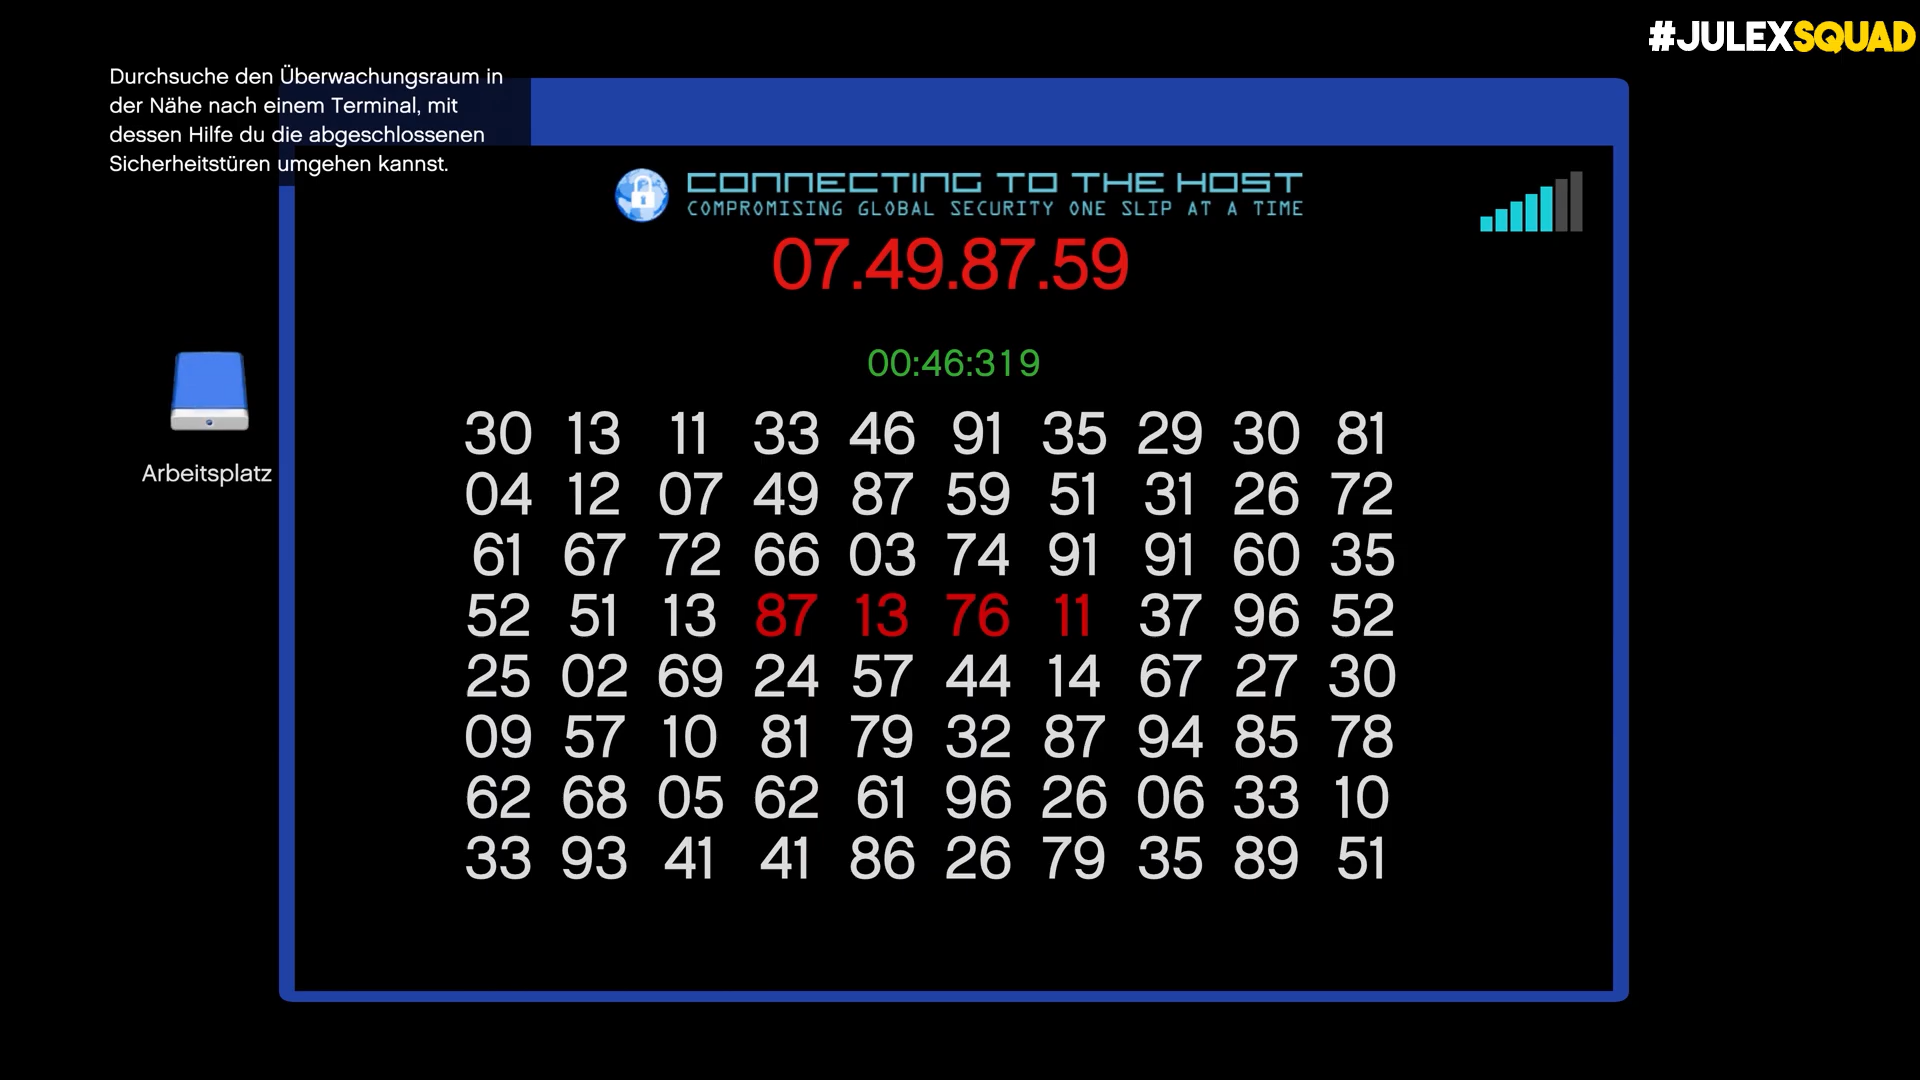 #JULEXSQUAD
Durchsuche den Überwachungsraum in
der Nähe nach einem Terminal, mit
dessen Hilfe du die abgeschlossenen
Sicherheitstüren umgehen kannst.
CONNECTING TO THE HOST
COMPROMISING GLOBAL SECURITY ONE SLIP AT A TIME
07.49.87.59
00:46:319
Arbeitsplatz
30 13 11 33 46 91 35 29 30 81
04 12 07 49 87 59 51 31 26 72
61 67 72 66 03 74 91 91 60 35
52 51 13 87 13 76 11 37 96 52
25 02 69 24 57 44 14 67 27 30
09 57 10 81 79 32 87 94 85 78
62 68 05 62 61 96 26 06 33 10
33 93 41 41 86 26 79 35 89 51